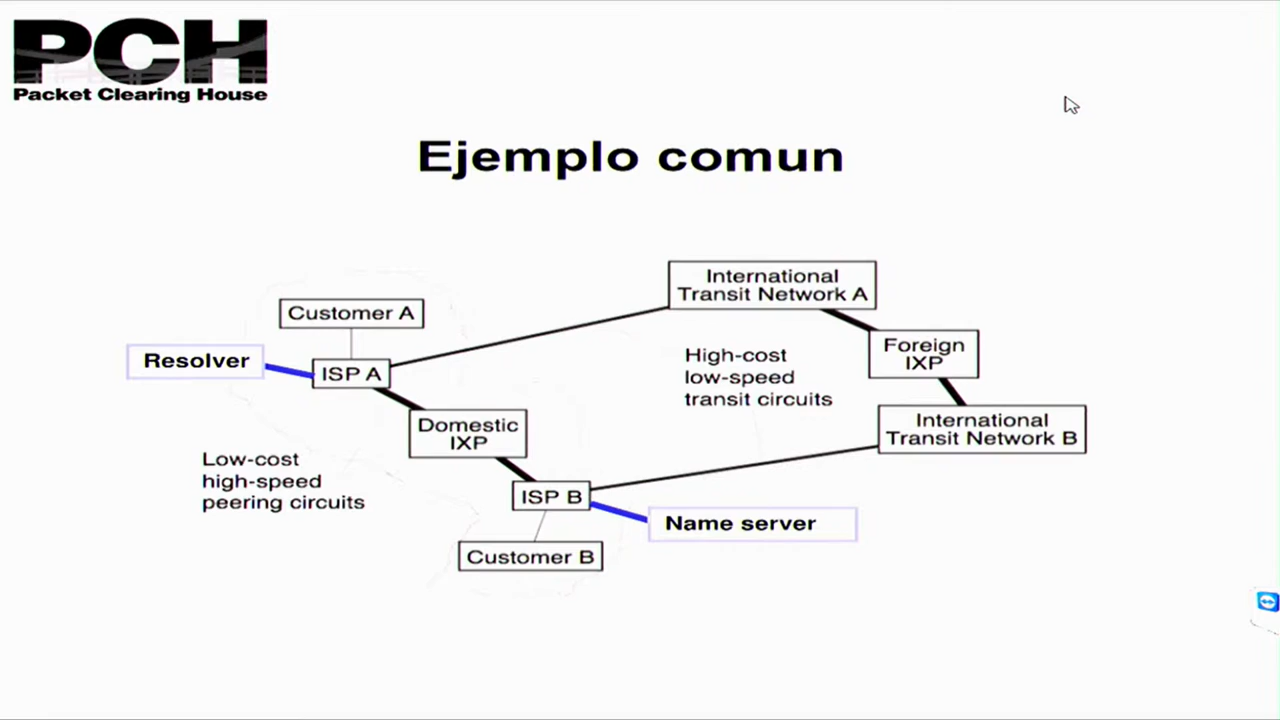 PCH
Packet Clearing House
Ejemplo comun
International
Transit Network A
Customer A
Foreign
IXP
Resolver
ISP A
High-cost
low-speed
transit circuits
Domestic
IXP
International
Transit Network B
Low-cost
high-speed
peering circuits
ISP B
Name server
Customer B